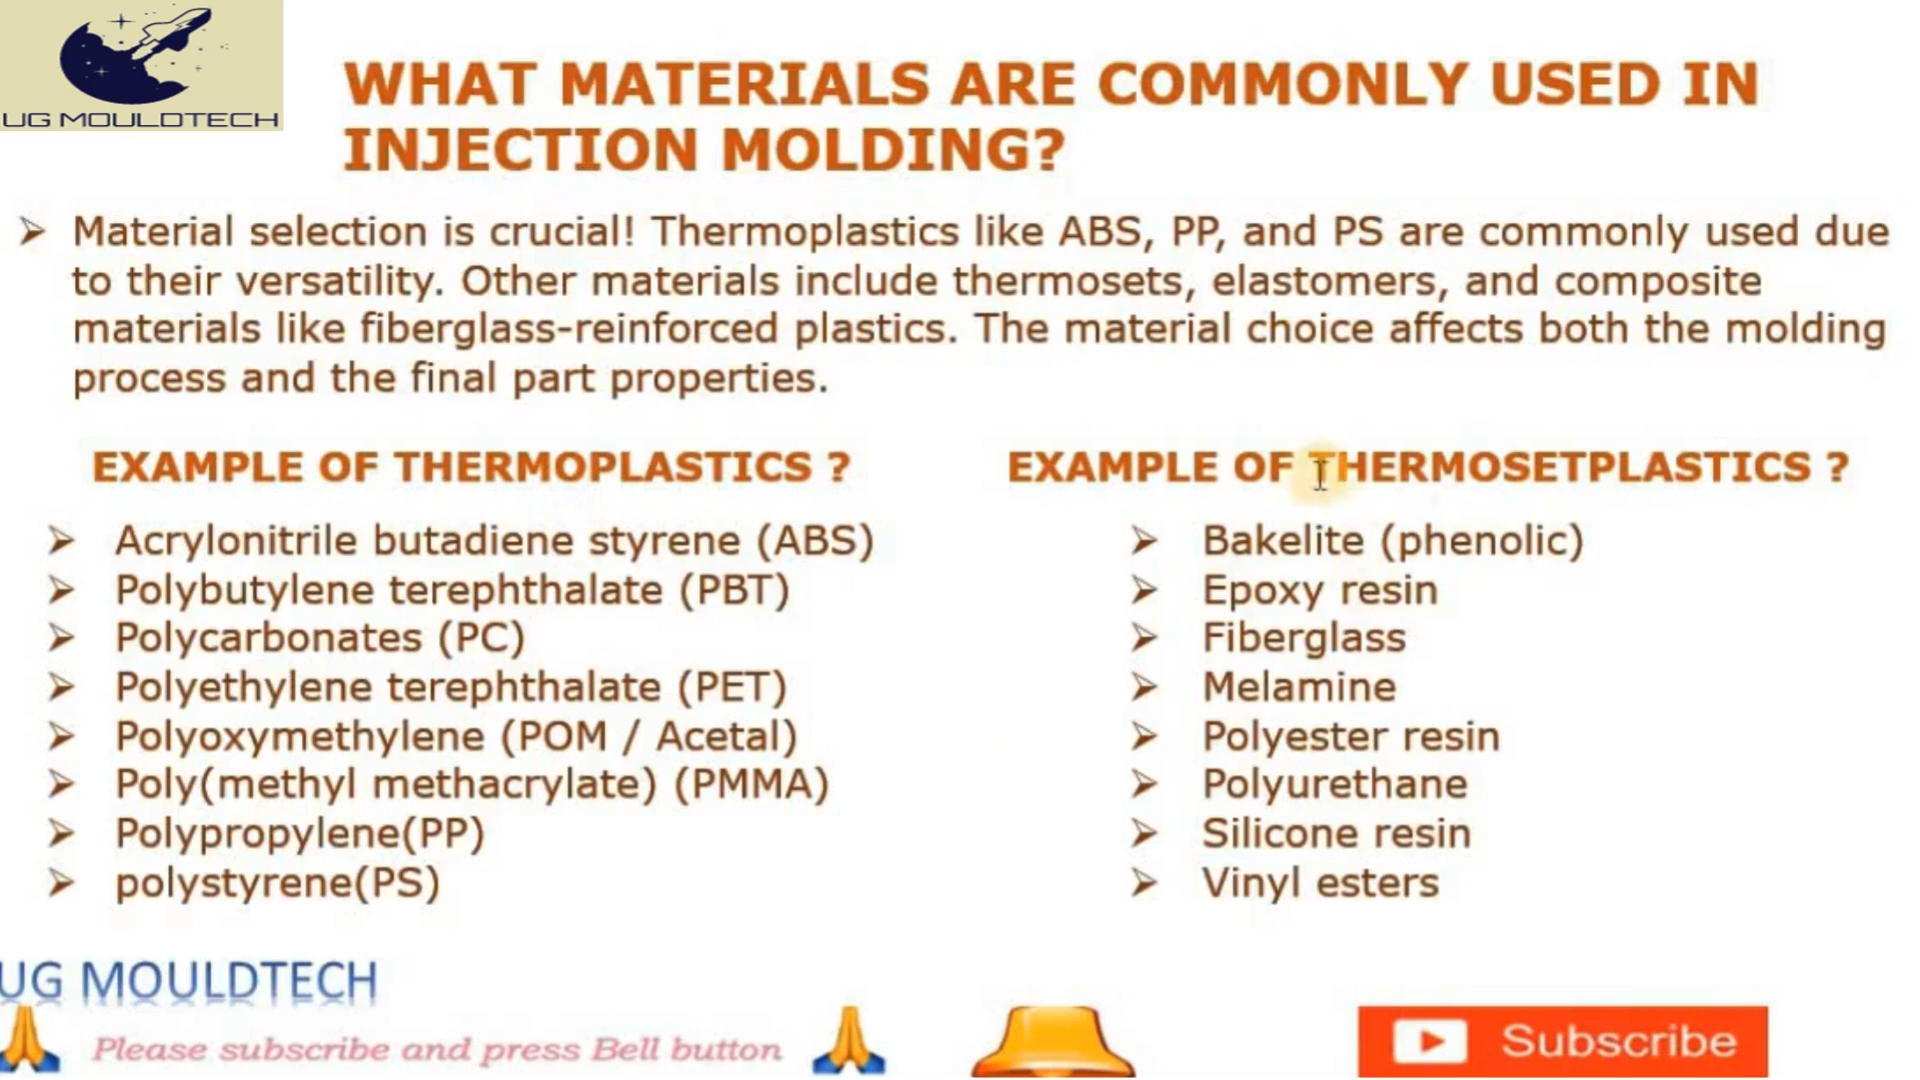 UG MOULDTECH
WHAT MATERIALS ARE COMMONLY USED IN
INJECTION MOLDING?
Material selection is crucial! Thermoplastics like ABS, PP, and PS are commonly used due
to their versatility. Other materials include thermosets, elastomers, and composite
materials like fiberglass-reinforced plastics. The material choice affects both the molding
process and the final part properties.
EXAMPLE OF THERMOPLASTICS ?
Acrylonitrile butadiene styrene (ABS)
Polybutylene terephthalate (PBT)
Polycarbonates (PC)
Polyethylene terephthalate (PET)
Polyoxymethylene (POM / Acetal)
Poly(methyl methacrylate) (PMMA)
Polypropylene(PP)
polystyrene(PS)
EXAMPLE OF THERMOSETPLASTICS ?
Bakelite (phenolic)
Epoxy resin
Fiberglass
Melamine
Polyester resin
Polyurethane
Silicone resin
Vinyl esters
UG MOULDTECH
Please subscribe and press Bell button
Subscribe